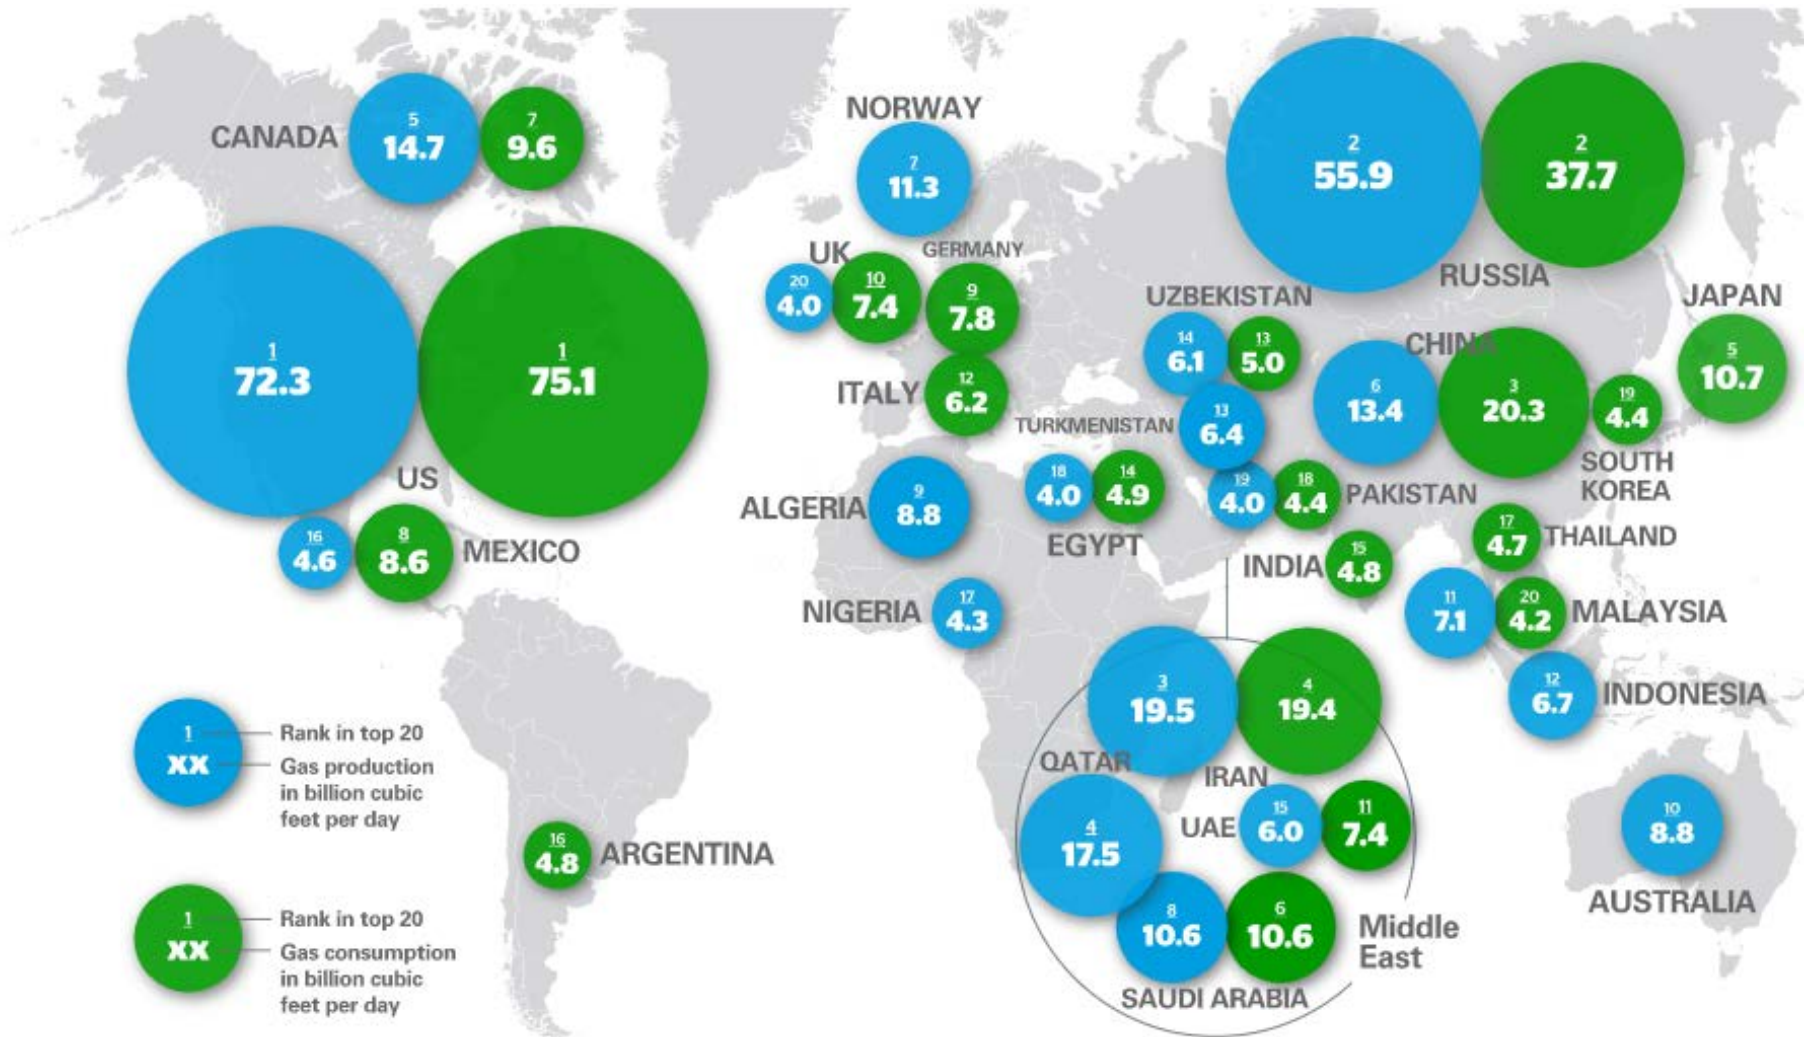 CANADA
5
14.7
7
9.6
NORWAY
7
11.3
2
55.9
2
37.7
RUSSIA
1
72.3
1
75.1
US
UK
20
4.0
10
7.4
GERMANY
9
7.8
ITALY
12
6.2
UZBEKISTAN
14
6.1
13
5.0
TURKMENISTAN
13
6.4
CHINA
6
13.4
3
20.3
JAPAN
5
10.7
19
4.4
SOUTH
KOREA
16
4.6
8
8.6
MEXICO
ALGERIA
9
8.8
18
4.0
14
4.9
EGYPT
19
4.0
18
4.4
PAKISTAN
INDIA
15
4.8
17
4.7
THAILAND
NIGERIA
17
4.3
11
7.1
20
4.2
MALAYSIA
12
6.7
INDONESIA
3
19.5
4
19.4
IRAN
QATAR
4
17.5
UAE
15
6.0
11
7.4
8
10.6
6
10.6
SAUDI ARABIA
Middle
East
10
8.8
AUSTRALIA
16
4.8
ARGENTINA
1
xx
Rank in top 20
Gas production
in billion cubic
feet per day
1
xx
Rank in top 20
Gas consumption
in billion cubic
feet per day